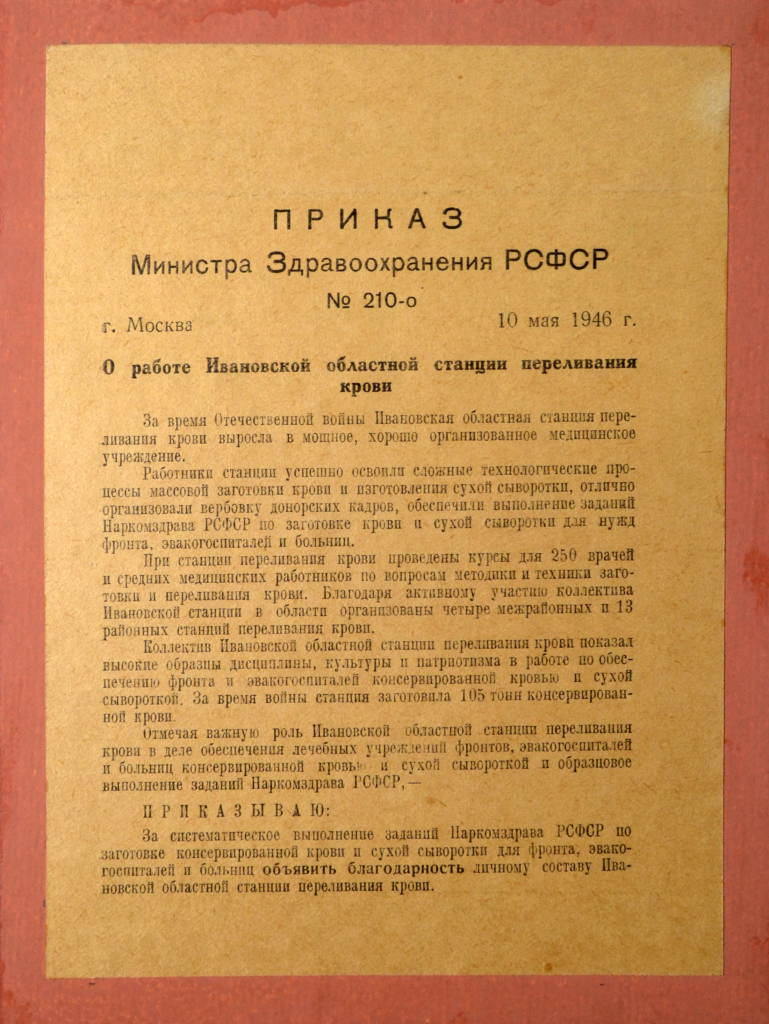 ПРИКАЗ
Министра Здравоохранения РСФСР
№ 210-о
г. Москва
10 мая 1946 г.
О работе Ивановской областной станции переливания
крови
За время Отечественной войны Ивановская областная станция пере-
ливания крови выросла в мощное, хорошо организованное медицинское
учреждение.
Работники станции успешно освоили сложные технологические про-
цессы массовой заготовки крови и изготовления сухой сыворотки, отлично
организовали вербовку донорских кадров, обеспечили выполнение заданий
Наркомздрава РСФСР по заготовке крови и сухой сыворотки для нужд
фронта, эвакогоспиталей и больниц.
При станции переливания крови проведены курсы для 250 врачей
и средних медицинских работников по вопросам методики и техники заго-
товки и переливания крови. Благодаря активному участию коллектива
Ивановской станции в области организованы четыре межрайонных и 13
районных станций переливания крови.
Коллектив Ивановской областной станции переливания крови показал
высокие образцы дисциплины, культуры и патриотизма в работе по обес-
печению фронта и эвакогоспиталей консервированной кровью и сухой
сывороткой. За время войны станция заготовила 105 тонн консервирован-
ной крови.
Отмечая важную роль Ивановской областной станции переливания
крови в деле обеспечения лечебных учреждений фронтов, эвакогоспиталей
и больниц консервированной кровью и сухой сывороткой и образцовое
выполнение заданий Наркомздрава РСФСР,—
ПРИКАЗЫВАЮ:
За систематическое выполнение заданий Наркомздрава РСФСР по
заготовке консервированной крови и сухой сыворотки для фронта, эвако-
госпиталей и больниц объявить благодарность личному составу Ива-
новской областной станции переливания крови.